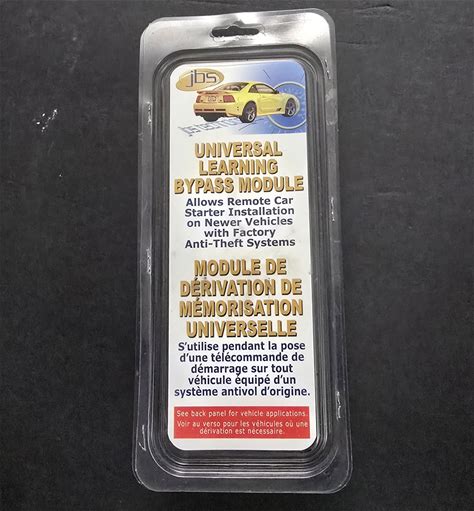 jbs
UNIVERSAL
LEARNING
BYPASS MODULE
Allows Remote Car
Starter Installation
on Newer Vehicles
with Factory
Anti-Theft Systems
MODULE DE
DÉRIVATION DE
MÉMORISATION
UNIVERSELLE
S'utilise pendant la pose
d'une télécommande de
démarrage sur tout
véhicule équipé d'un
système antivol d'origine.
See back panel for vehicle applications.
Voir au verso pour les véhicules où une
dérivation est nécessaire.